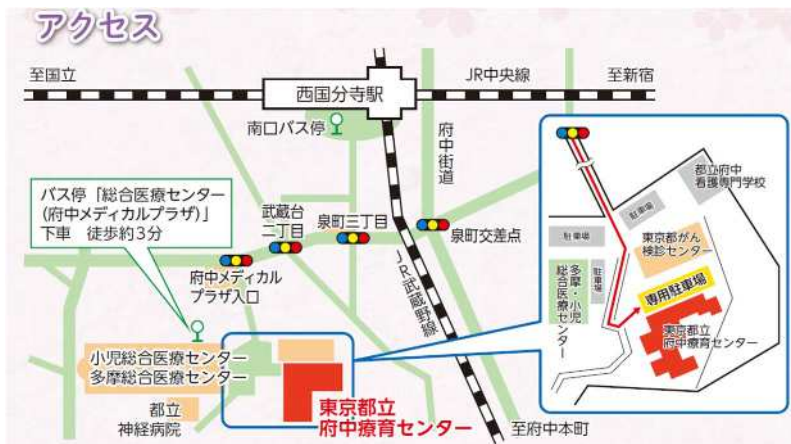 アクセス
至国立
西国分寺駅
JR中央線
至新宿
南口バス停
府中街道
バス停「総合医療センター
(府中メディカルプラザ)」
下車 徒歩約3分
武蔵台
二丁目
泉町三丁目
泉町交差点
府中メディカル
プラザ入口
JR武蔵野線
小児総合医療センター
多摩総合医療センター
都立
神経病院
東京都立
府中療育センター
至府中本町
都立府中
看護専門学校
駐車場
駐車場
東京都がん
検診センター
駐車場
多摩・小児
総合医療センター
専用駐車場
東京都立
府中療育センター